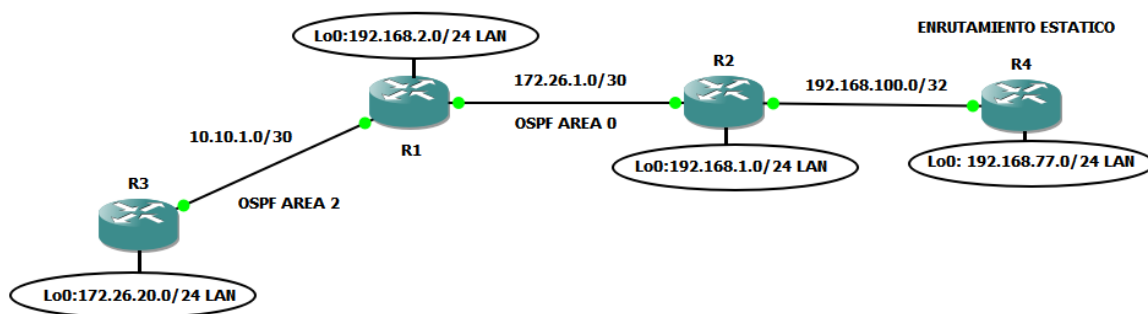 Lo0:192.168.2.0/24 LAN
ENRUTAMIENTO ESTATICO
R2
R4
172.26.1.0/30
192.168.100.0/32
OSPF AREA 0
10.10.1.0/30
R1
Lo0:192.168.1.0/24 LAN
Lo0: 192.168.77.0/24 LAN
R3
OSPF AREA 2
Lo0:172.26.20.0/24 LAN